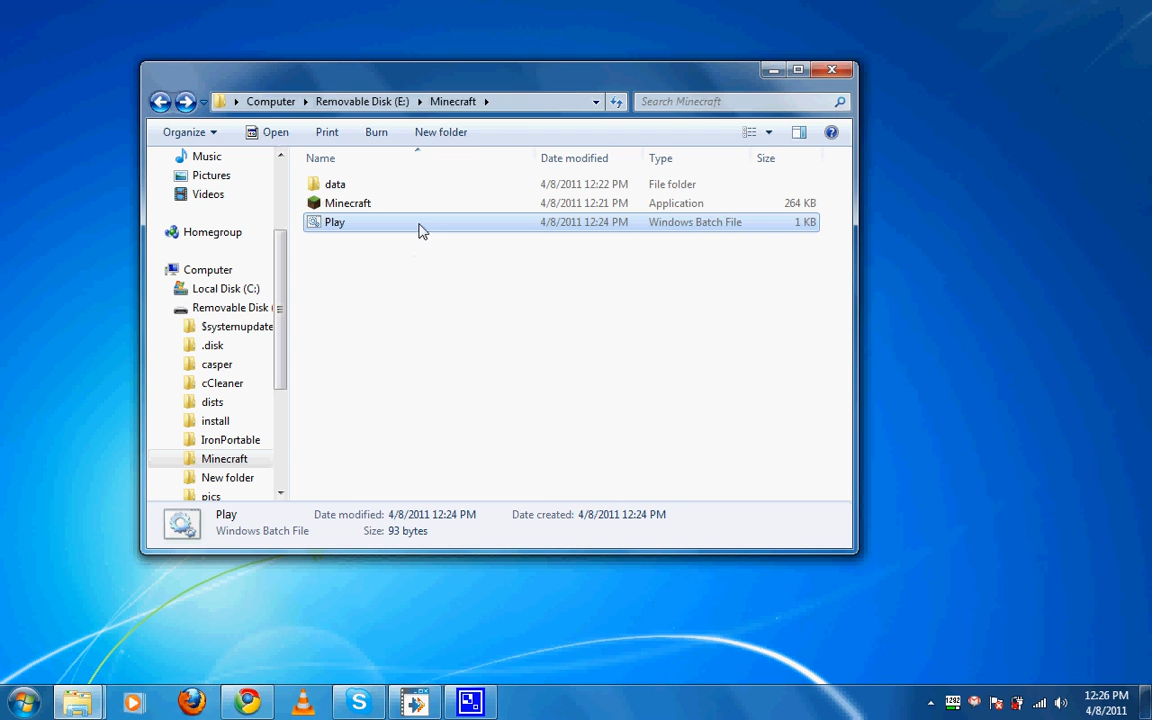 Computer Removable Disk (E:) Minecraft Search Minecraft
Organize Open Print Burn New folder
Name Date modified Type Size
data 4/8/2011 12:22 PM File folder
Minecraft 4/8/2011 12:21 PM Application 264 KB
Play 4/8/2011 12:24 PM Windows Batch File 1 KB
Music
Pictures
Videos
Homegroup
Computer
Local Disk (C:)
Removable Disk (
$systemupdate
.disk
casper
cCleaner
dists
install
IronPortable
Minecraft
New folder
pics
Play Date modified: 4/8/2011 12:24 PM Date created: 4/8/2011 12:24 PM
Windows Batch File Size: 93 bytes
12:26 PM
4/8/2011